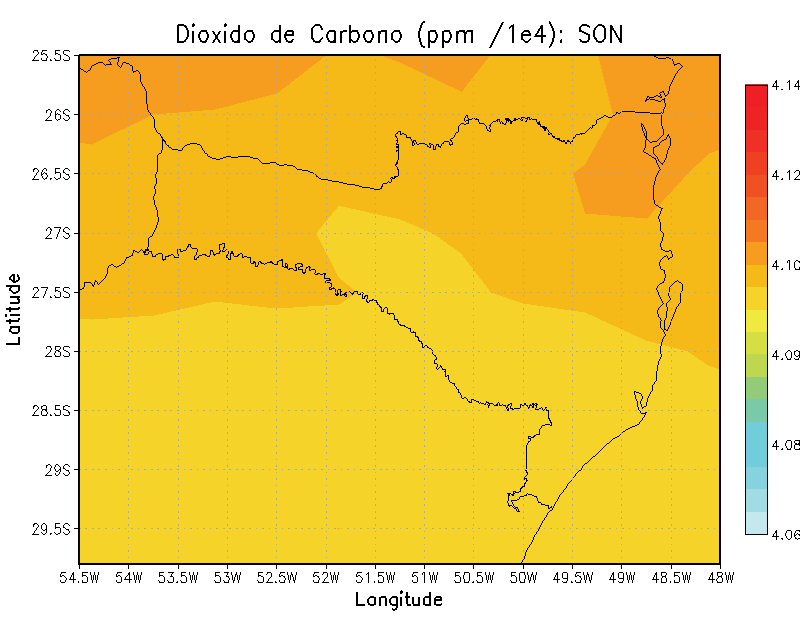 Dioxido de Carbono (ppm /1e4): SON
25.5S
26S
26.5S
27S
27.5S
28S
28.5S
29S
29.5S
Latitude
54.5W 54W 53.5W 53W 52.5W 52W 51.5W 51W 50.5W 50W 49.5W 49W 48.5W 48W
Longitude
4.14
4.12
4.10
4.09
4.08
4.06